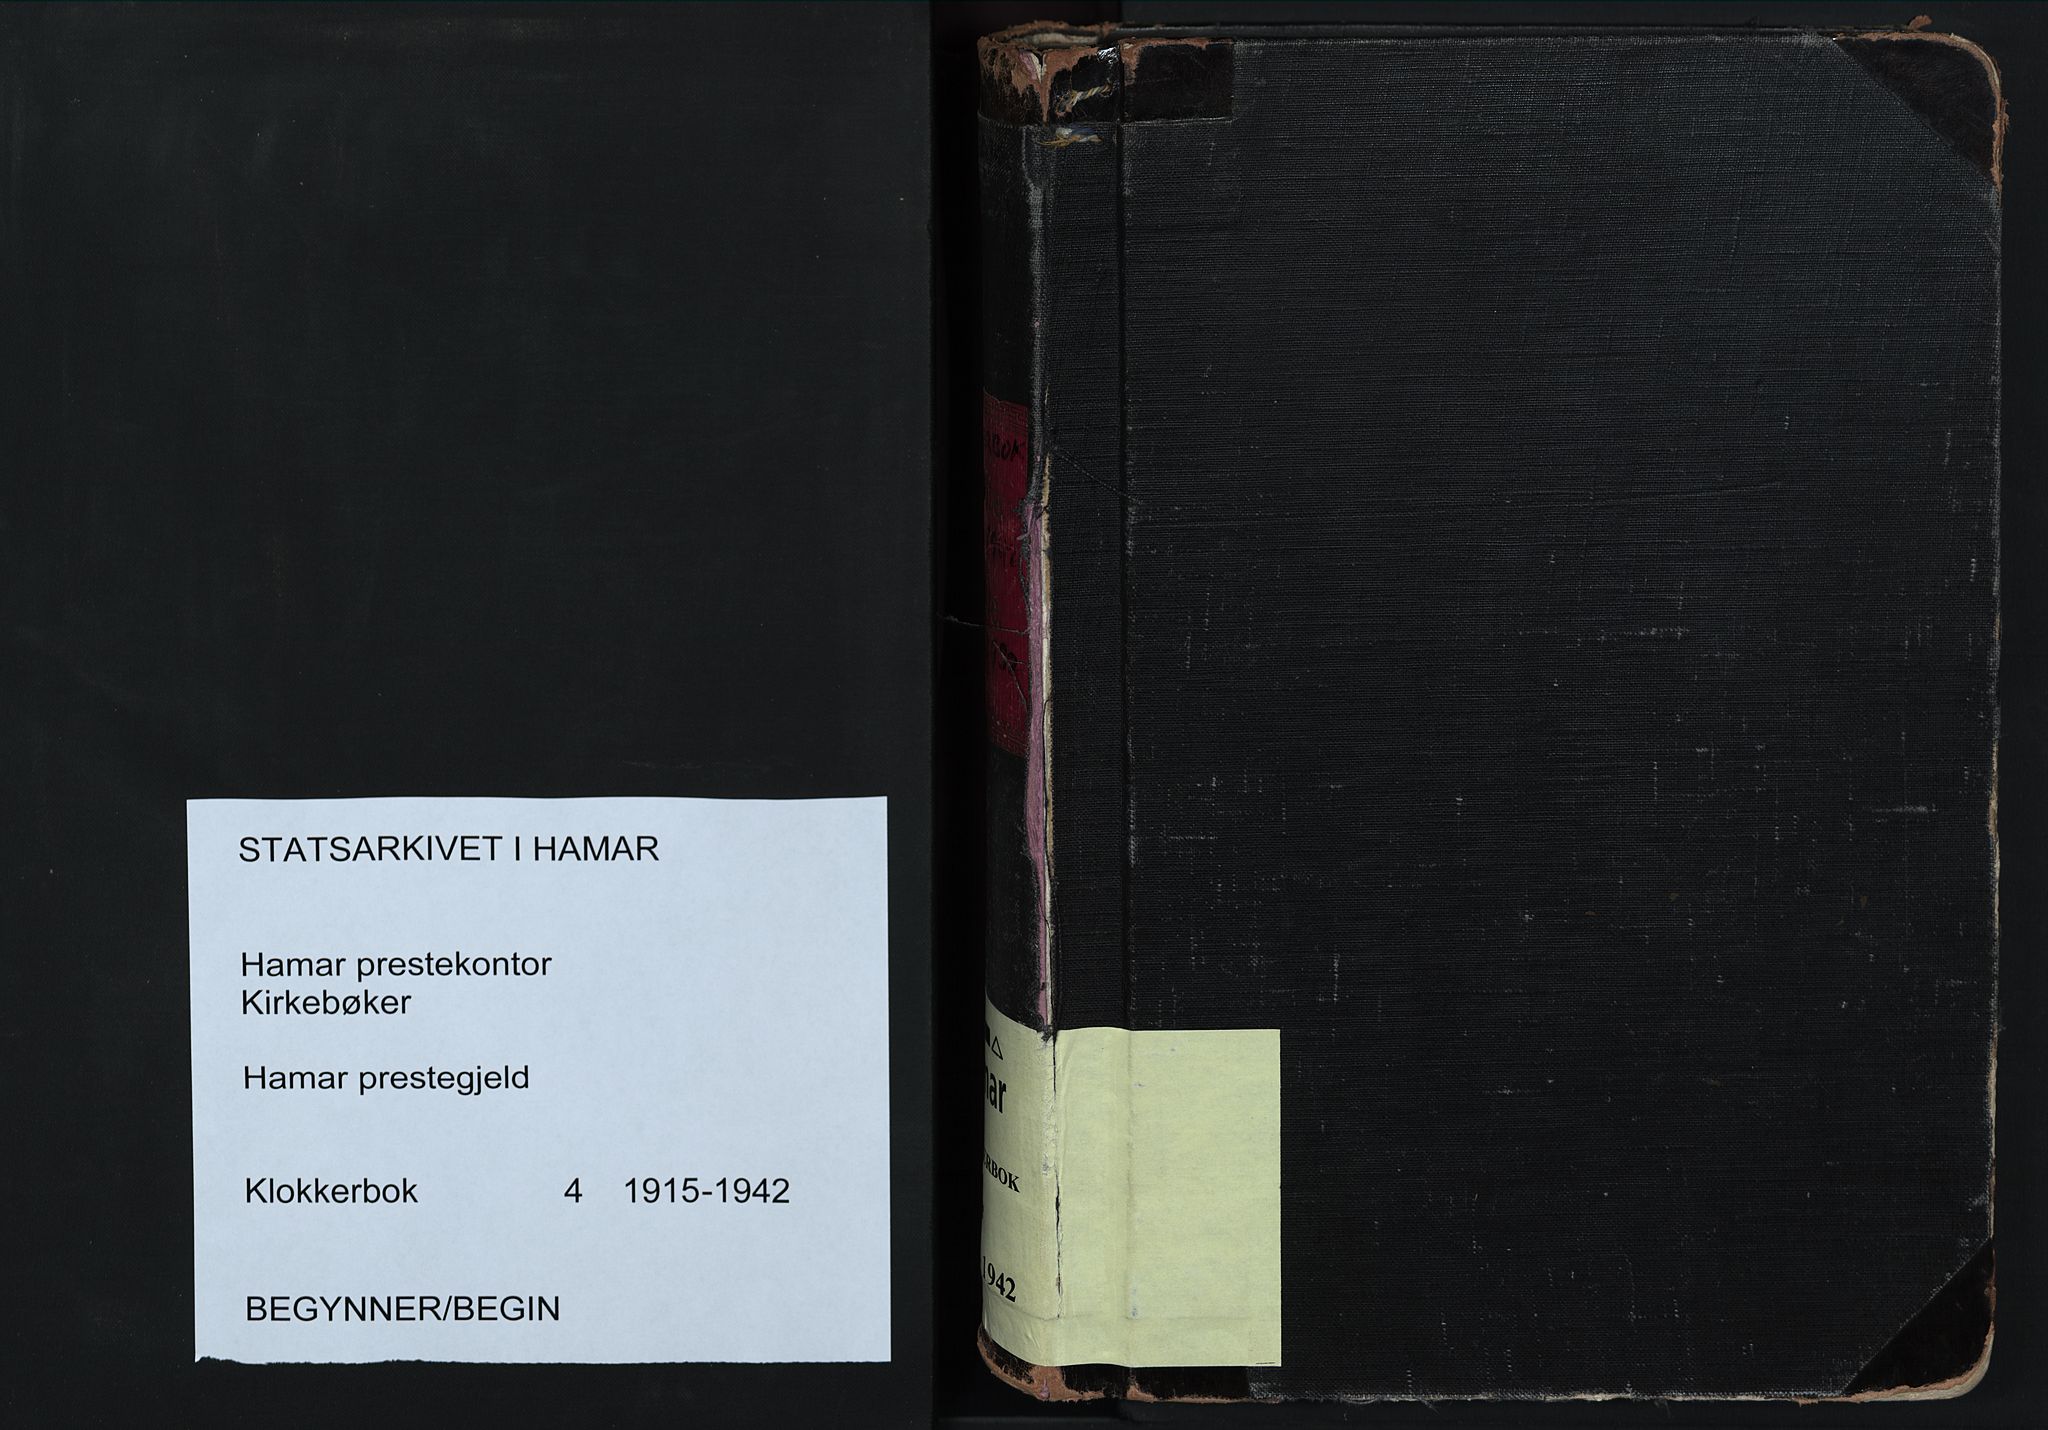 STATSARKIVET I HAMAR
Hamar prestekontor
Kirkebøker
Hamar prestegjeld
Klokkerbok 4 1915-1942
BEGYNNER/BEGIN
1942